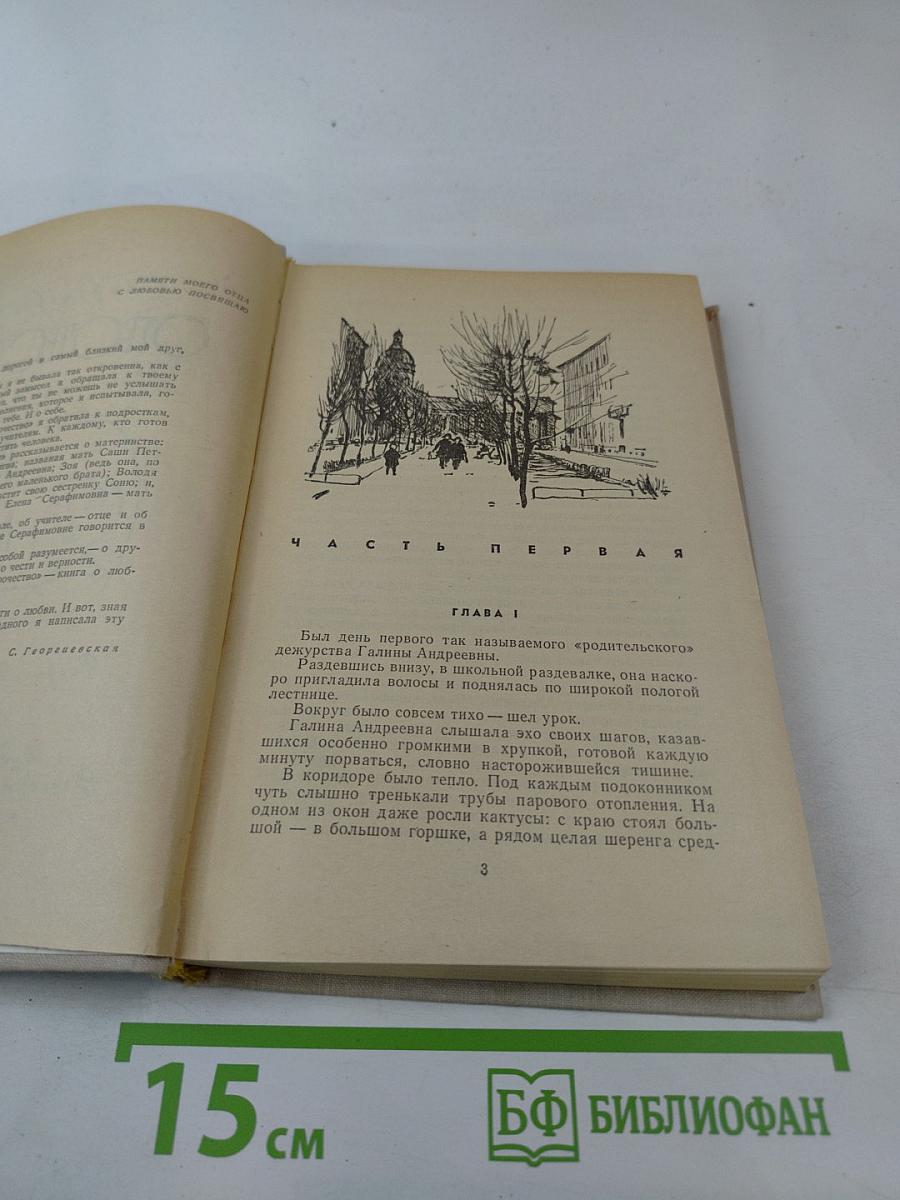 ПАМЯТИ МОЕГО ОТЦА
С ЛЮБОВЬЮ ПОСВЯЩАЮ
дорогой и самый близкий мой друг,
я не бывала так откровенна, как с
замысел я обращала к твоему
что ты не можешь не услышать
которое я испытывала, го-
тебе. И о себе.
я обратила к подросткам,
учителям. К каждому, кто готов
человека.
рассказывается о материнстве:
названая мать Саши Пет-
Андреевна; Зоя (ведь она, по
маленького брата); Володя
растит свою сестренку Соню; и,
Елена Серафимовна — мать
об учителе — отце и об
Серафимовне говорится в
собой разумеется, — о дру-
о чести и верности.
— книга о люб-
о любви. И вот, зная
я написала эту
С. Георгиевская
ЧАСТЬ ПЕРВАЯ
ГЛАВА I
Был день первого так называемого «родительского»
дежурства Галины Андреевны.
Раздевшись внизу, в школьной раздевалке, она наско-
ро пригладила волосы и поднялась по широкой пологой
лестнице.
Вокруг было совсем тихо — шел урок.
Галина Андреевна слышала эхо своих шагов, казав-
шихся особенно громкими в хрупкой, готовой каждую
минуту порваться, словно насторожившейся тишине.
В коридоре было тепло. Под каждым подоконником
чуть слышно тренькали трубы парового отопления. На
одном из окон даже росли кактусы: с краю стоял боль-
шой — в большом горшке, а рядом целая шеренга сред-
3
15 см
БФ БИБЛИОФАН